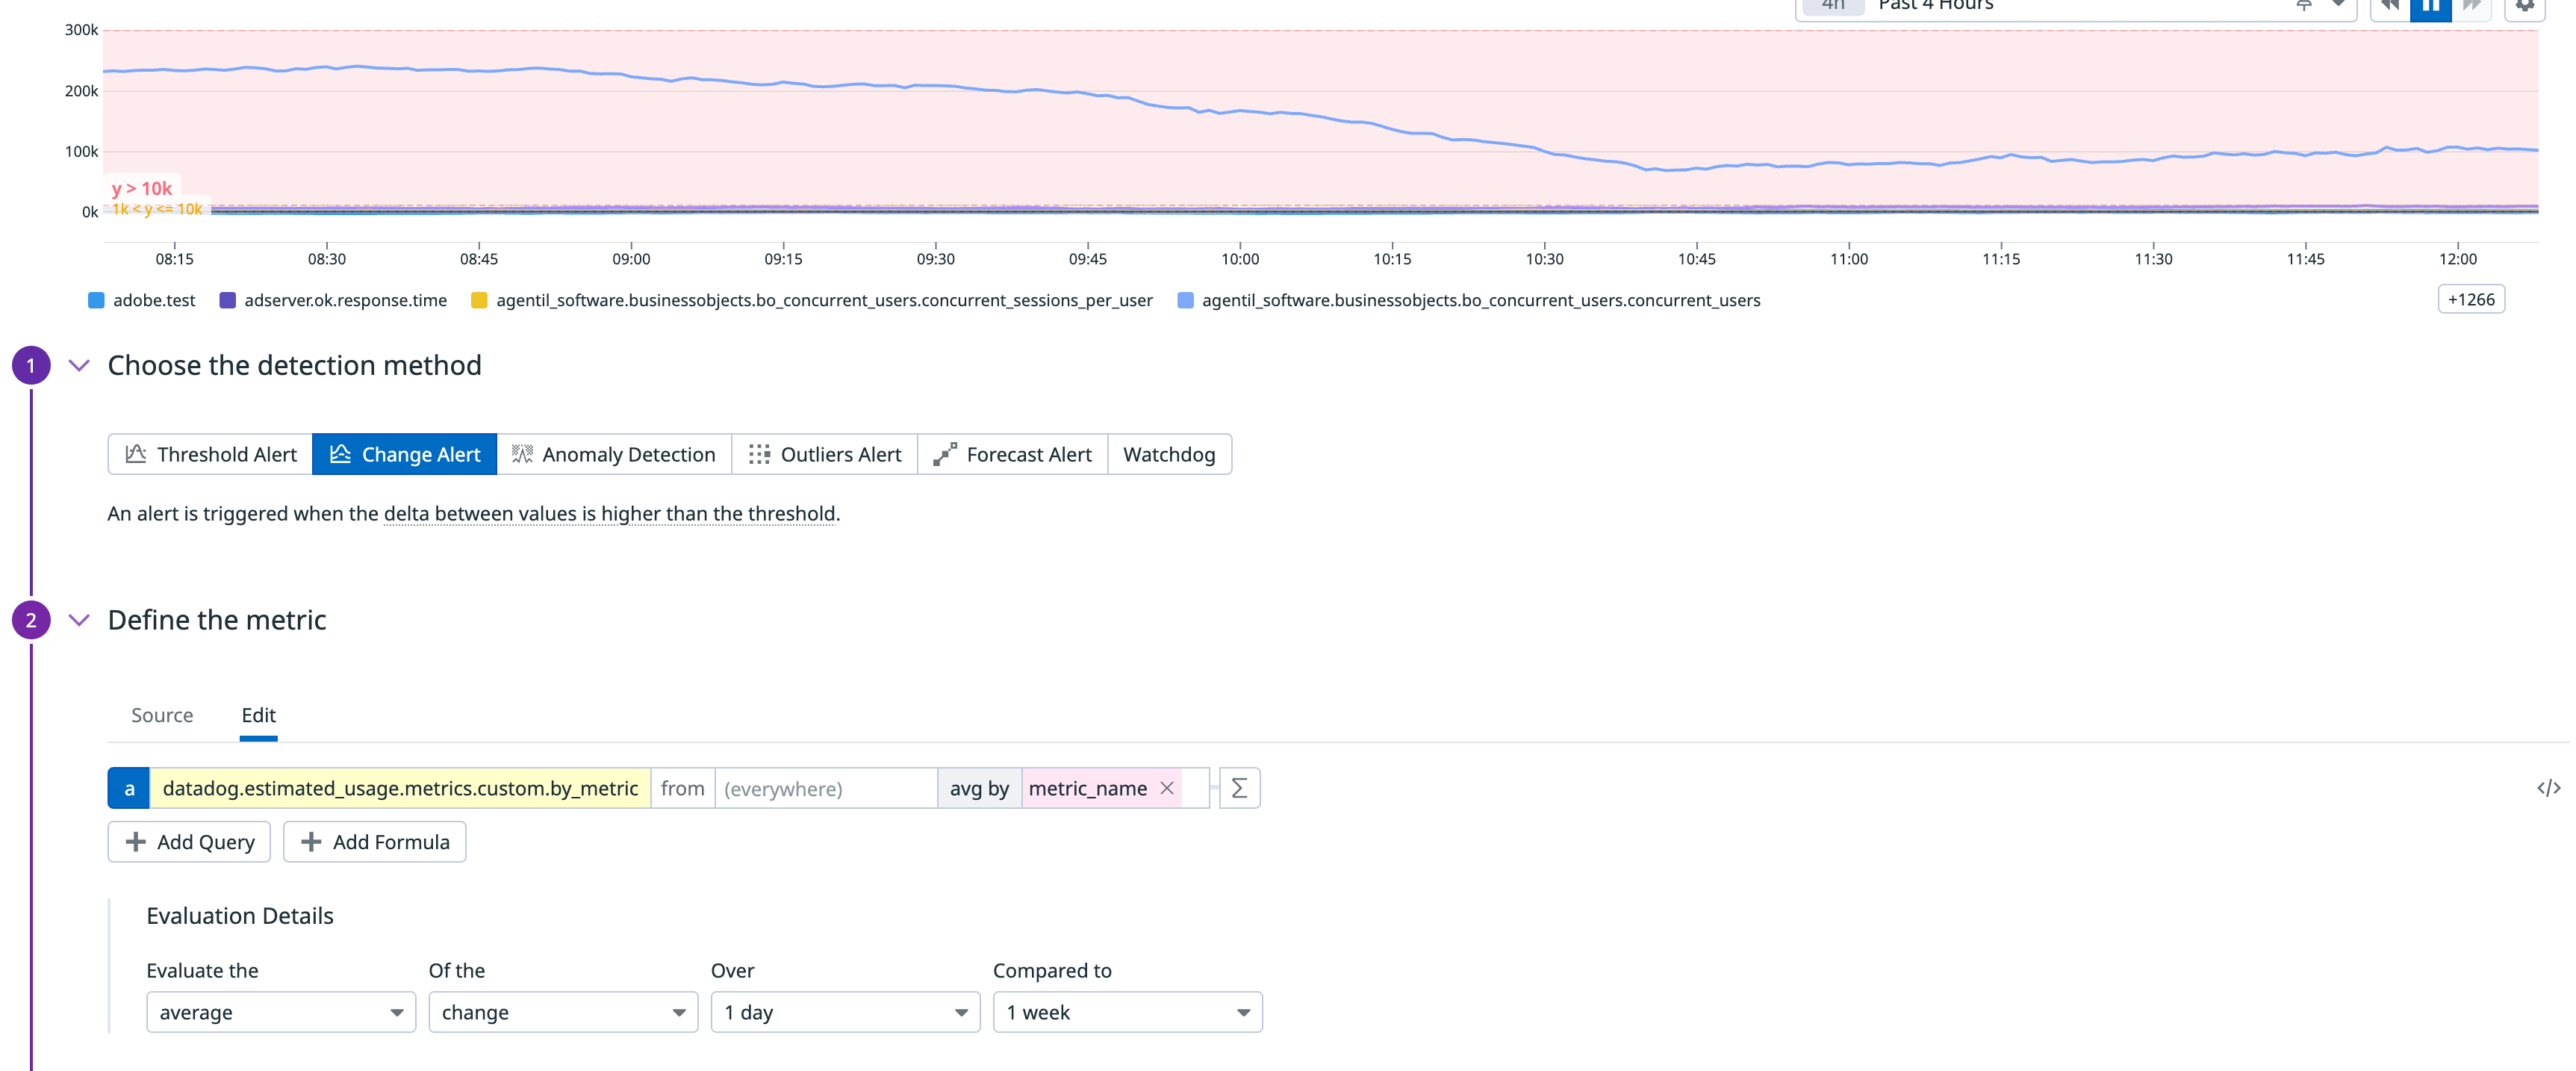 4h Past 4 Hours
300k
200k
100k
y > 10k
1k < y <= 10k
0k
08:15 08:30 08:45 09:00 09:15 09:30 09:45 10:00 10:15 10:30 10:45 11:00 11:15 11:30 11:45 12:00
adobe.test adserver.ok.response.time agentil_software.businessobjects.bo_concurrent_users.concurrent_sessions_per_user agentil_software.businessobjects.bo_concurrent_users.concurrent_users +1266
1 Choose the detection method
Threshold Alert Change Alert Anomaly Detection Outliers Alert Forecast Alert Watchdog
An alert is triggered when the delta between values is higher than the threshold.
2 Define the metric
Source Edit
a datadog.estimated_usage.metrics.custom.by_metric from (everywhere) avg by metric_name × Σ </>
+ Add Query + Add Formula
Evaluation Details
Evaluate the Of the Over Compared to
average change 1 day 1 week